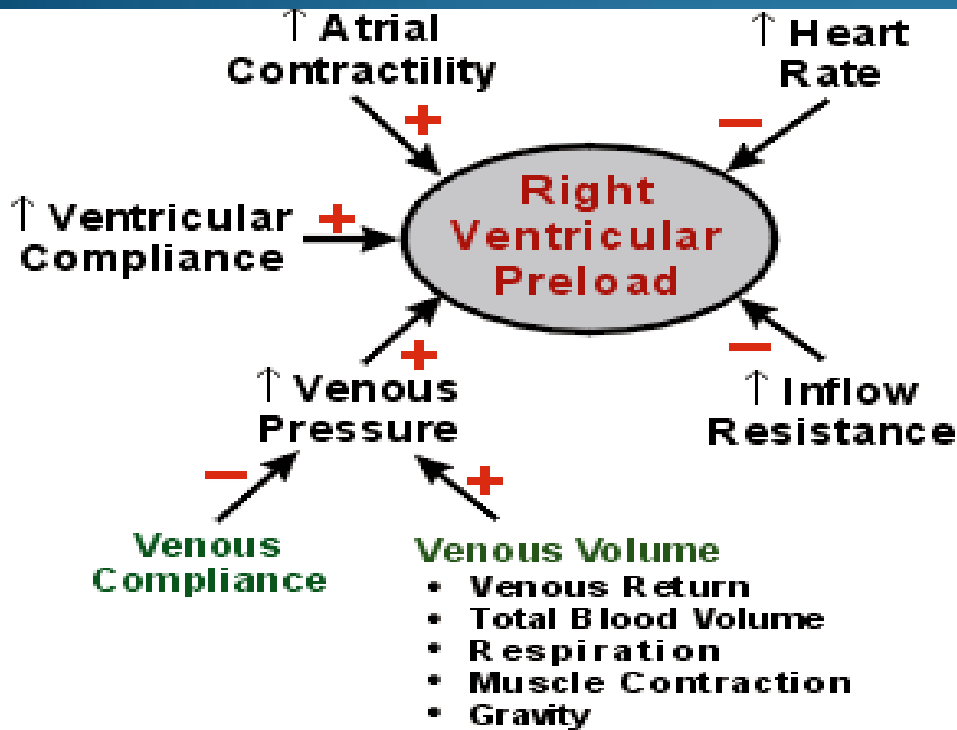 ↑ Atrial
Contractility
↑ Heart
Rate
+
−
Right
Ventricular
Preload
↑ Ventricular
Compliance
+
+
−
↑ Venous
Pressure
↑ Inflow
Resistance
−
+
Venous
Compliance
Venous Volume
• Venous Return
• Total Blood Volume
• Respiration
• Muscle Contraction
• Gravity